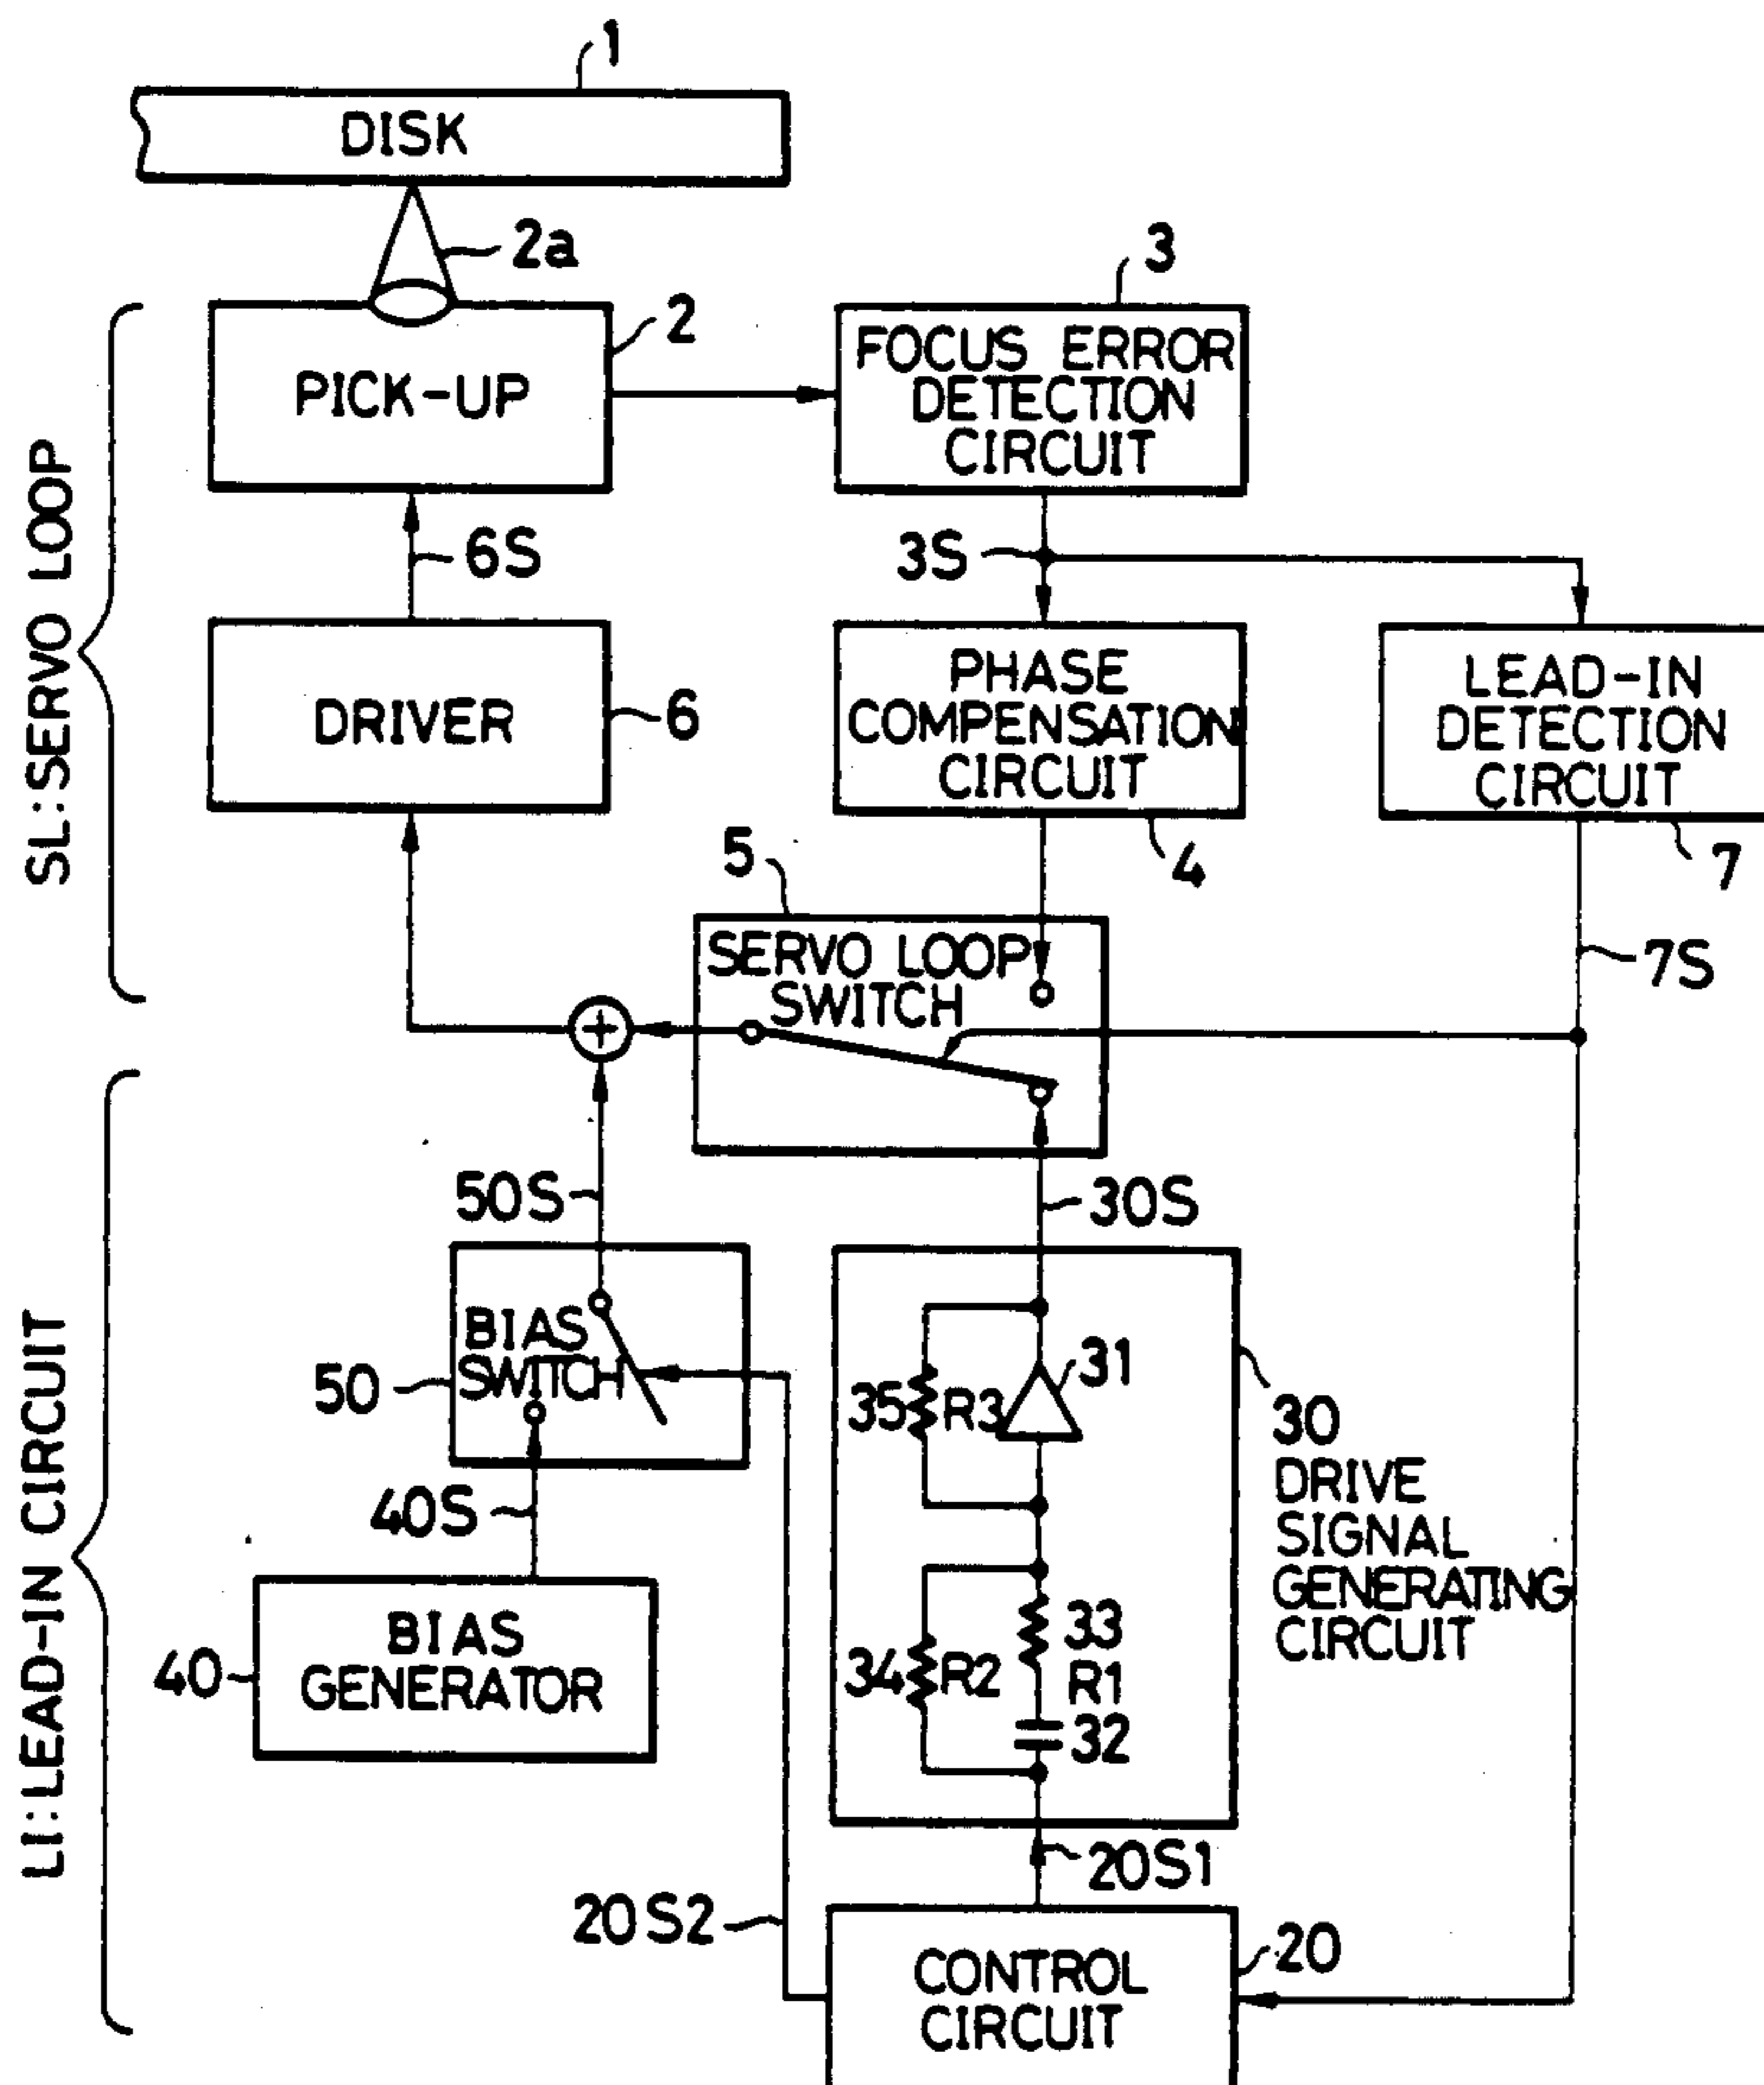 1
DISK
2a
3
2
FOCUS ERROR
DETECTION
CIRCUIT
PICK-UP
SL:SERVO LOOP
6S
3S
DRIVER
6
PHASE
COMPENSATION
CIRCUIT
LEAD-IN
DETECTION
CIRCUIT
5
4
7
SERVO LOOP
SWITCH
7S
50S
30S
LI:LEAD-IN CIRCUIT
BIAS
SWITCH
50
31
35
R3
30
DRIVE
SIGNAL
GENERATING
CIRCUIT
40S
BIAS
GENERATOR
40
33
R1
34
R2
32
20S1
20S2
CONTROL
CIRCUIT
20